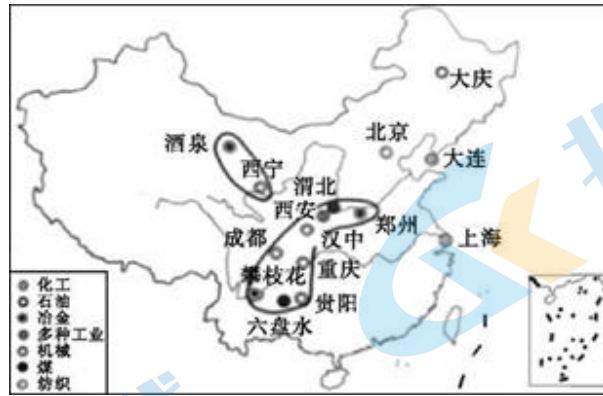 大庆
北京
酒泉
大连
西宁
渭北
西安
郑州
汉中
成都
上海
重庆
攀枝花
贵阳
六盘水
化工
石油
冶金
多种工业
机械
煤
纺织